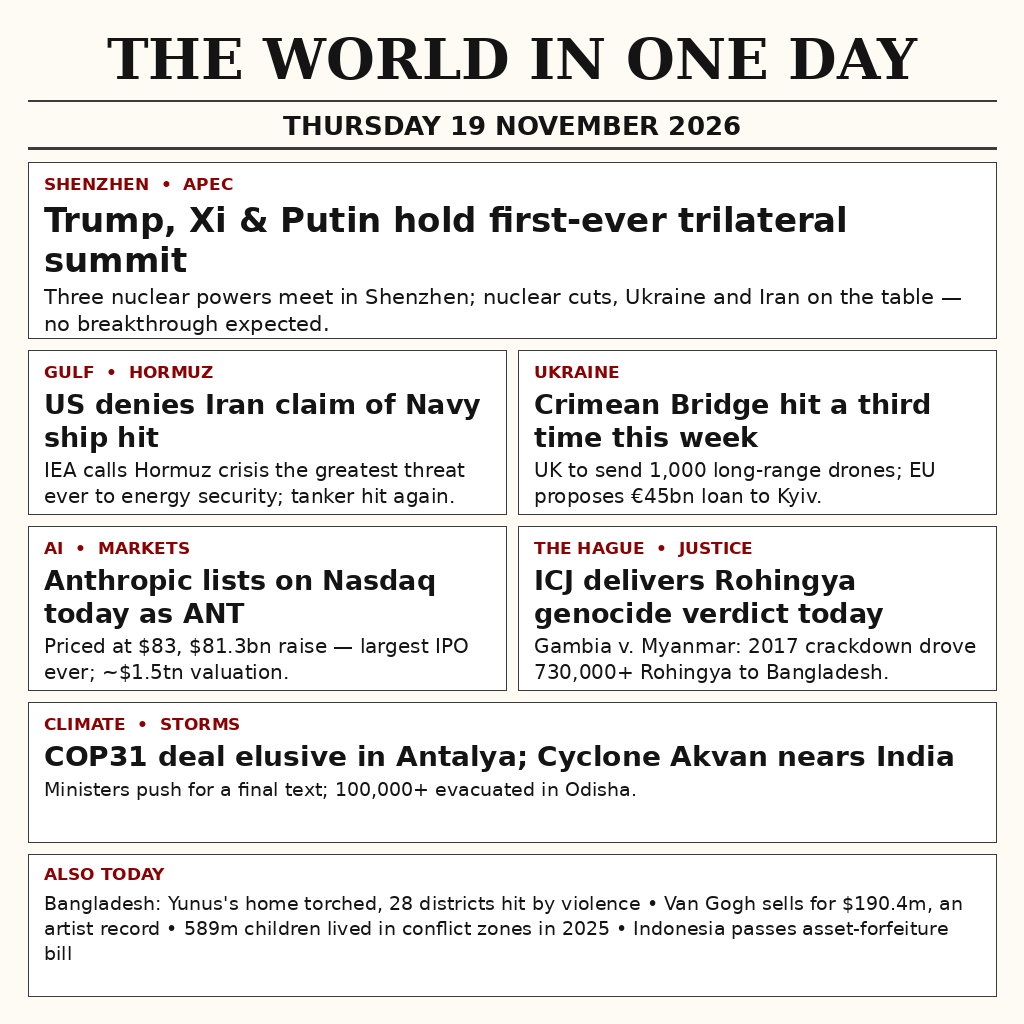 THE WORLD IN ONE DAY
THURSDAY 19 NOVEMBER 2026
SHENZHEN • APEC
Trump, Xi & Putin hold first-ever trilateral
summit
Three nuclear powers meet in Shenzhen; nuclear cuts, Ukraine and Iran on the table —
no breakthrough expected.
GULF • HORMUZ
US denies Iran claim of Navy
ship hit
IEA calls Hormuz crisis the greatest threat
ever to energy security; tanker hit again.
UKRAINE
Crimean Bridge hit a third
time this week
UK to send 1,000 long-range drones; EU
proposes €45bn loan to Kyiv.
AI • MARKETS
Anthropic lists on Nasdaq
today as ANT
Priced at $83, $81.3bn raise — largest IPO
ever; ~$1.5tn valuation.
THE HAGUE • JUSTICE
ICJ delivers Rohingya
genocide verdict today
Gambia v. Myanmar: 2017 crackdown drove
730,000+ Rohingya to Bangladesh.
CLIMATE • STORMS
COP31 deal elusive in Antalya; Cyclone Akvan nears India
Ministers push for a final text; 100,000+ evacuated in Odisha.
ALSO TODAY
Bangladesh: Yunus's home torched, 28 districts hit by violence • Van Gogh sells for $190.4m, an
artist record • 589m children lived in conflict zones in 2025 • Indonesia passes asset-forfeiture
bill